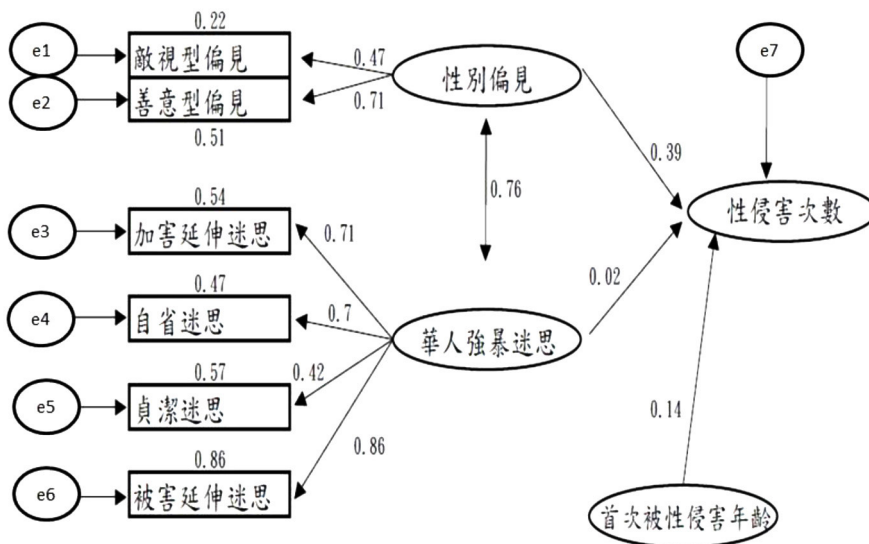 0.22
e1
敵視型偏見
0.47
性別偏見
e7
e2
善意型偏見
0.71
0.51
0.39
0.76
性侵害次數
0.54
e3
加害延伸迷思
0.71
0.02
0.47
e4
自省迷思
0.7
華人強暴迷思
0.57
0.42
e5
貞潔迷思
0.14
0.86
0.86
e6
被害延伸迷思
首次被性侵害年齡